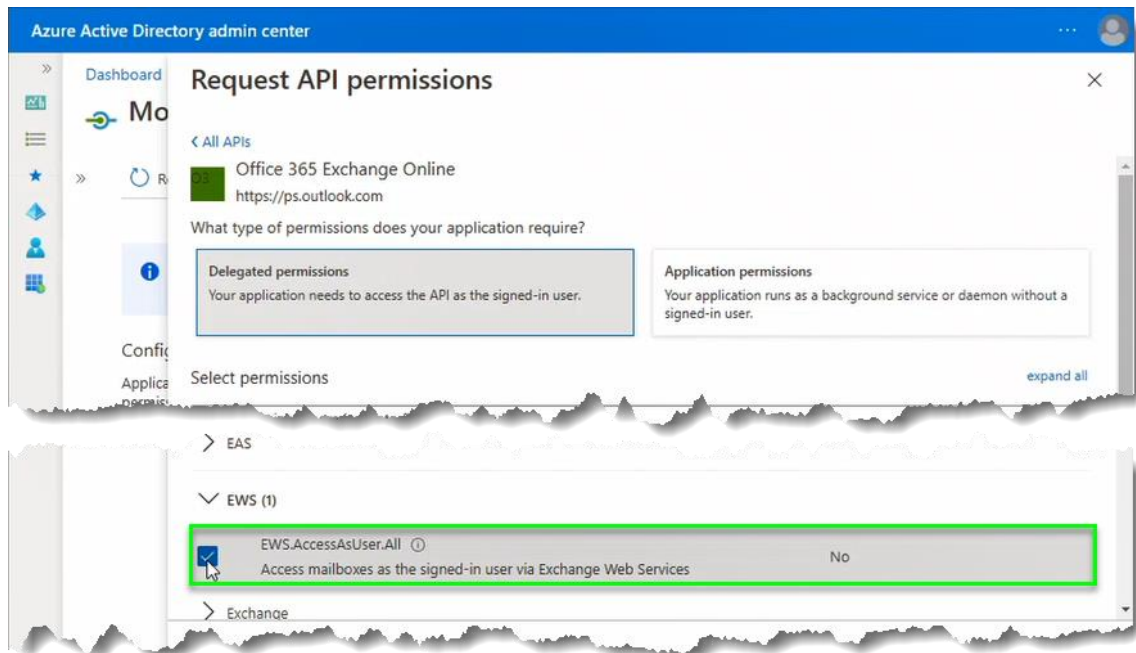 Azure Active Directory admin center
Dashboard
Request API permissions
Mo
All APIs
Re
03
Office 365 Exchange Online
https://ps.outlook.com
What type of permissions does your application require?
Delegated permissions
Your application needs to access the API as the signed-in user.
Application permissions
Your application runs as a background service or daemon without a
signed-in user.
Config
Applica
Select permissions
expand all
permis
EAS
EWS (1)
EWS.AccessAsUser.All
Access mailboxes as the signed-in user via Exchange Web Services
No
Exchange